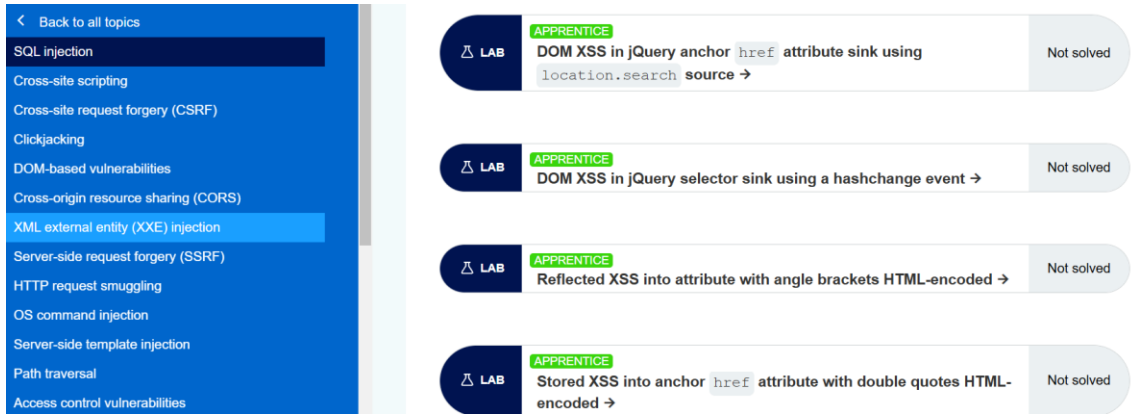 Back to all topics
SQL injection
Cross-site scripting
Cross-site request forgery (CSRF)
Clickjacking
DOM-based vulnerabilities
Cross-origin resource sharing (CORS)
XML external entity (XXE) injection
Server-side request forgery (SSRF)
HTTP request smuggling
OS command injection
Server-side template injection
Path traversal
Access control vulnerabilities
APPRENTICE
LAB
DOM XSS in jQuery anchor href attribute sink using
location.search source →
Not solved
APPRENTICE
LAB
DOM XSS in jQuery selector sink using a hashchange event →
Not solved
APPRENTICE
LAB
Reflected XSS into attribute with angle brackets HTML-encoded →
Not solved
APPRENTICE
LAB
Stored XSS into anchor href attribute with double quotes HTML-
encoded →
Not solved